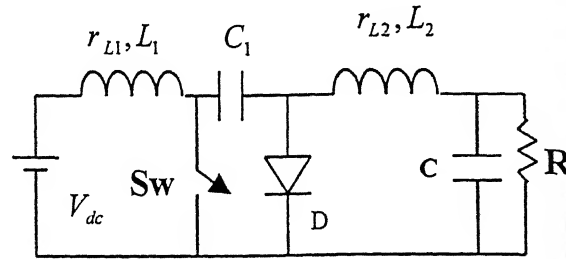 r_{L1}, L_1
C_1
r_{L2}, L_2
V_{dc}
Sw
D
C
R